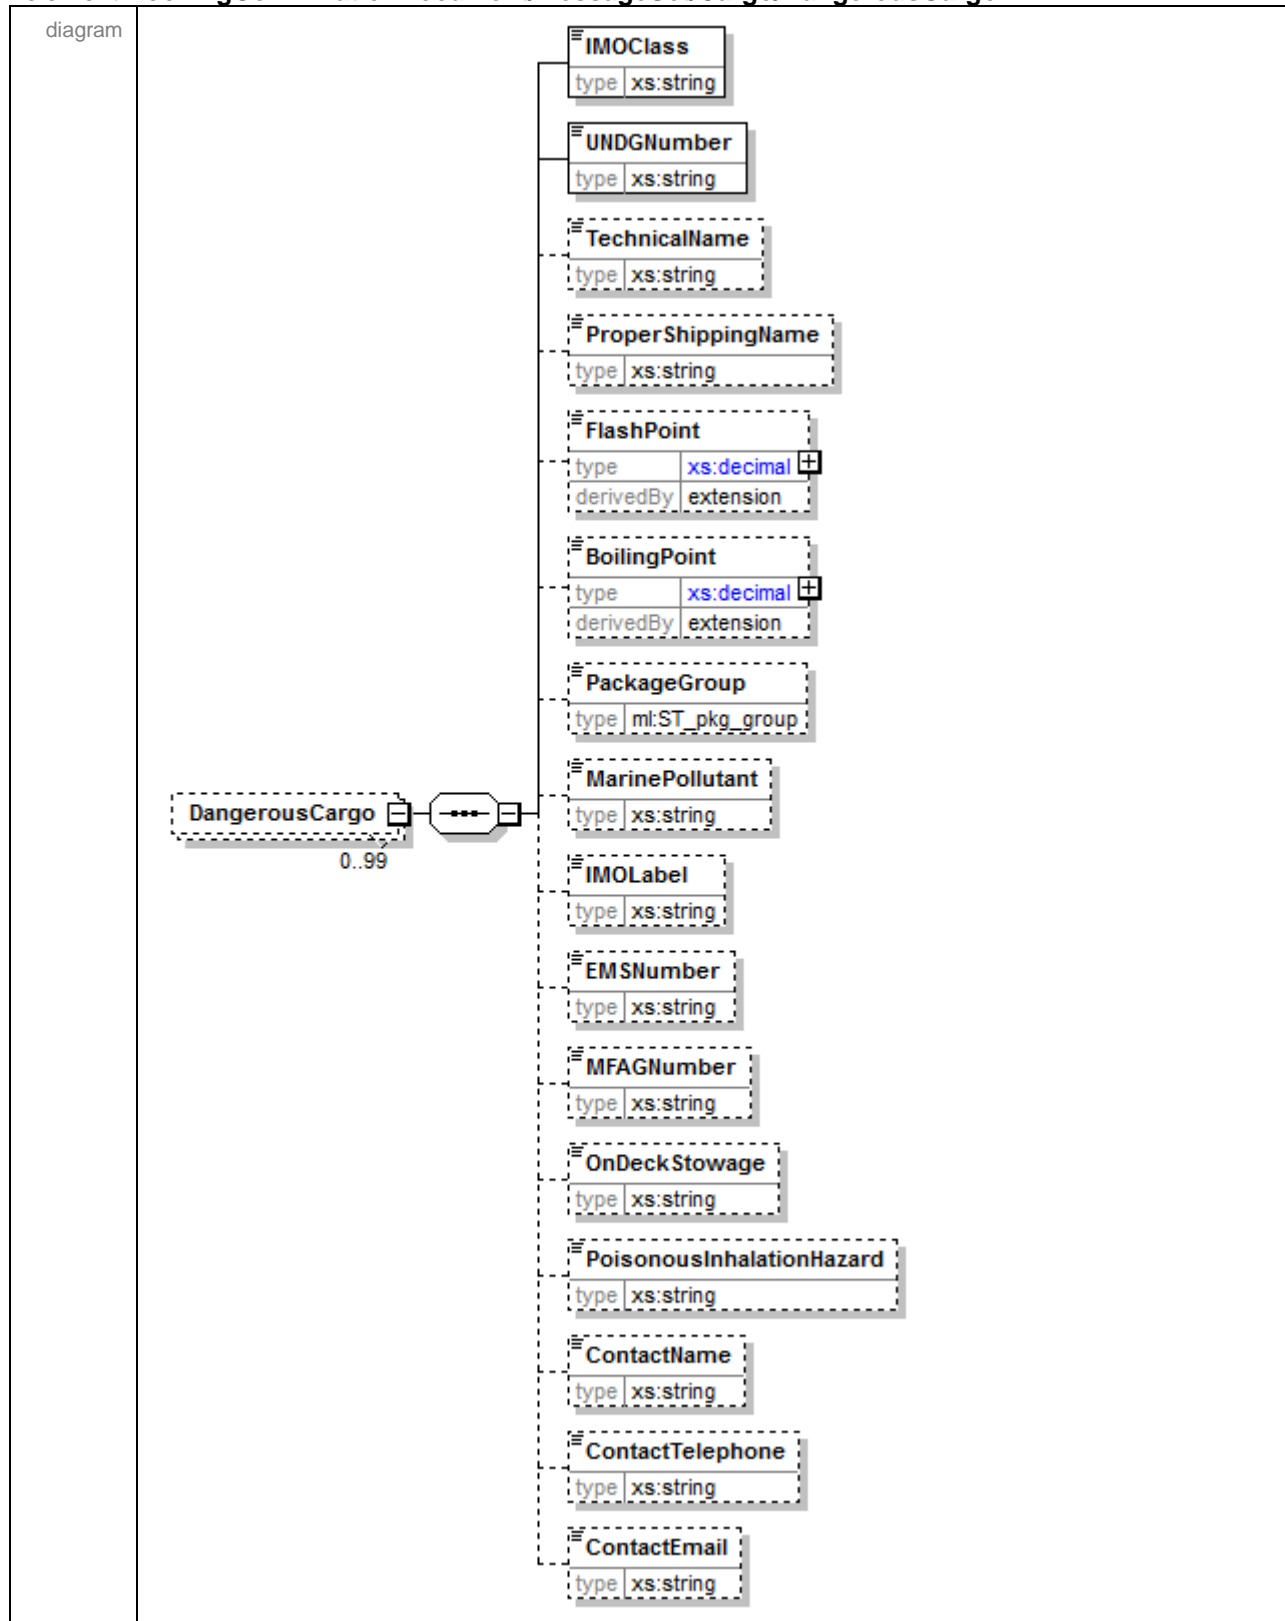 diagram
IMOClass
type xs:string
UNDGNumber
type xs:string
TechnicalName
type xs:string
ProperShippingName
type xs:string
FlashPoint
type xs:decimal
derivedBy extension
BoilingPoint
type xs:decimal
derivedBy extension
PackageGroup
type ml:ST_pkg_group
MarinePollutant
type xs:string
DangerousCargo
0..99
IMOLabel
type xs:string
EMSNumber
type xs:string
MFAGNumber
type xs:string
OnDeckStowage
type xs:string
PoisonousInhalationHazard
type xs:string
ContactName
type xs:string
ContactTelephone
type xs:string
ContactEmail
type xs:string